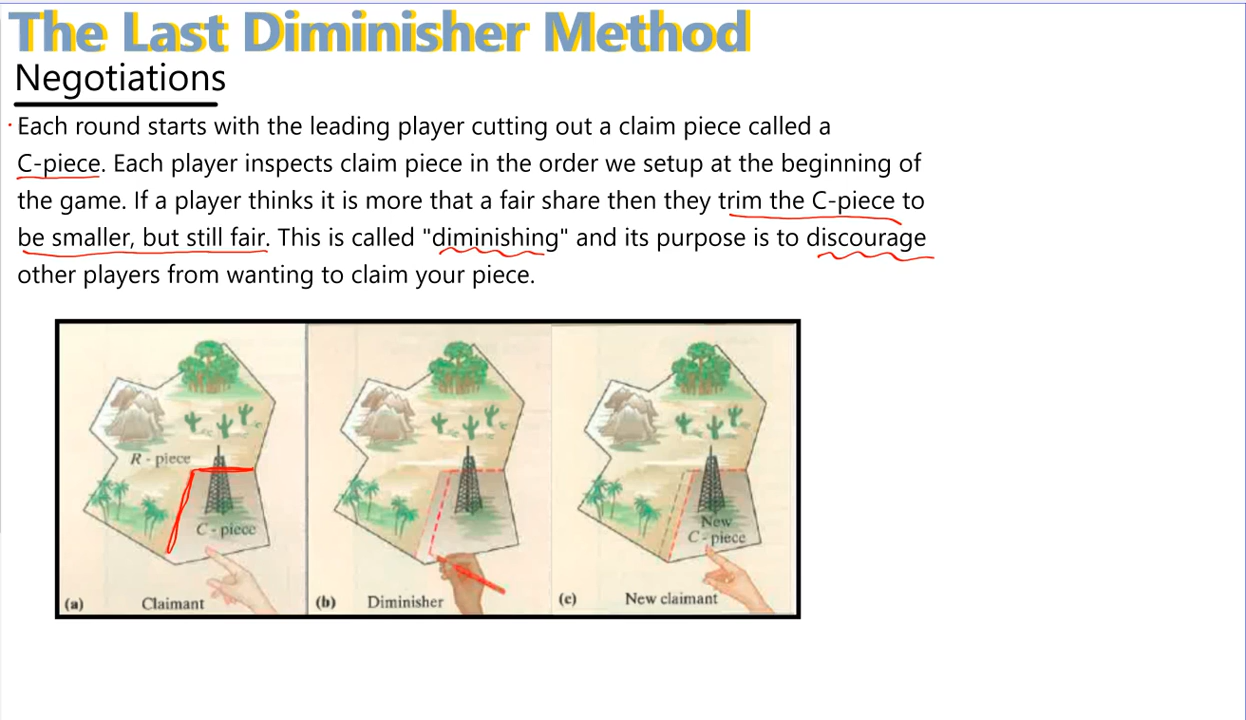 The Last Diminisher Method
Negotiations
Each round starts with the leading player cutting out a claim piece called a
C-piece. Each player inspects claim piece in the order we setup at the beginning of
the game. If a player thinks it is more that a fair share then they trim the C-piece to
be smaller, but still fair. This is called "diminishing" and its purpose is to discourage
other players from wanting to claim your piece.
R - piece
C - piece
(a) Claimant
(b) Diminisher
New
C - piece
(c) New claimant